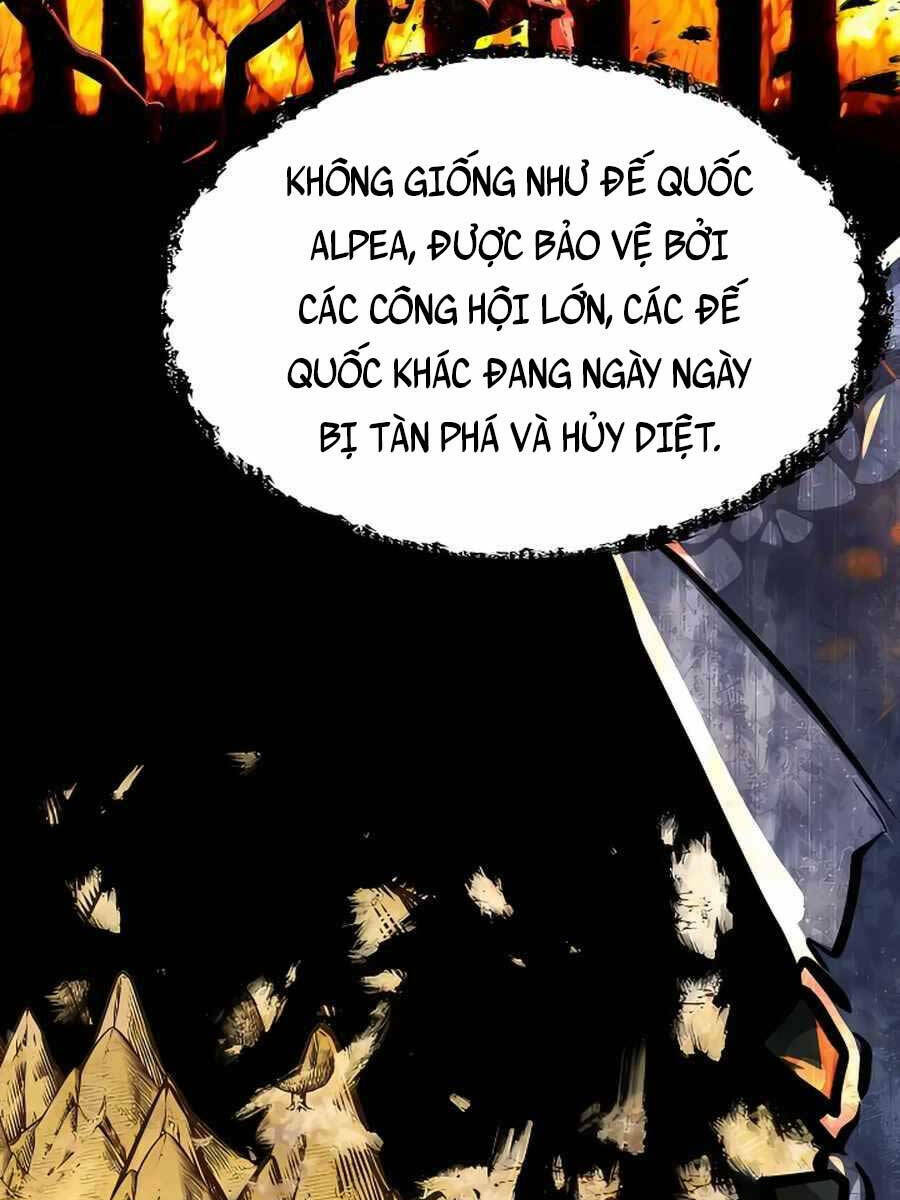 KHÔNG GIỐNG NHƯ ĐẾ QUỐC
ALPEA, ĐƯỢC BẢO VỆ BỞI
CÁC CÔNG HỘI LỚN, CÁC ĐẾ
QUỐC KHÁC ĐANG NGÀY NGÀY
BỊ TÀN PHÁ VÀ HỦY DIỆT.